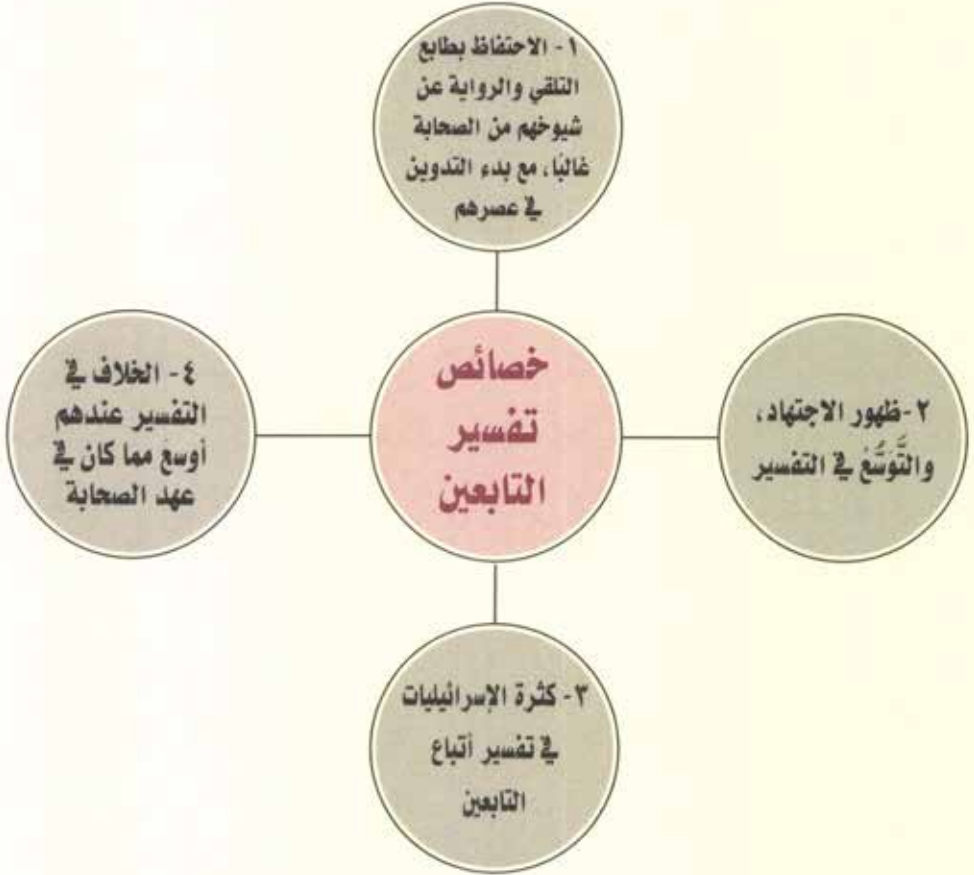 ١- الاحتفاظ بطابع
التلقي والرواية عن
شيوخهم من الصحابة
غالبًا، مع بدء التدوين
في عصرهم
خصائص
تفسير
التابعين
٢- ظهور الاجتهاد،
والتَّوَسُّعُ في التفسير
٣- كثرة الإسرائيليات
في تفسير أتباع
التابعين
٤- الخلاف في
التفسير عندهم
أوسع مما كان في
عهد الصحابة